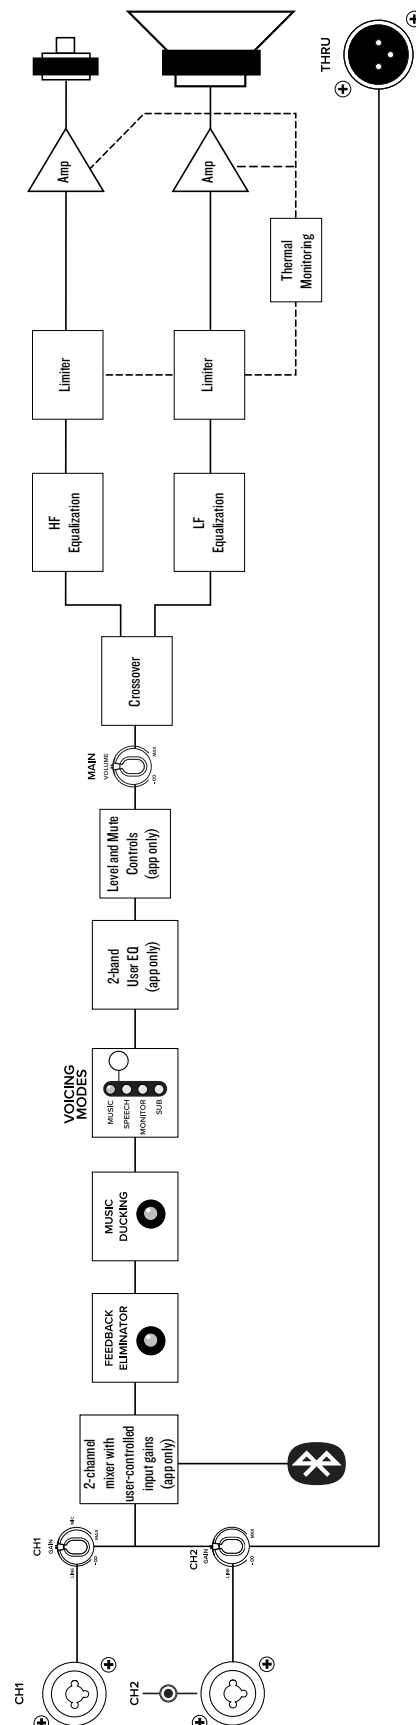 CH1
CH2
CH1
GAIN
LINE
MIC
-∞
MAX
CH2
GAIN
LINE
-∞
MAX
2-channel
mixer with
user-controlled
input gains
(app only)
FEEDBACK
ELIMINATOR
MUSIC
DUCKING
VOICING
MODES
MUSIC
SPEECH
MONITOR
SUB
2-band
User EQ
(app only)
Level and Mute
Controls
(app only)
MAIN
VOLUME
-∞
MAX
Crossover
HF
Equalization
LF
Equalization
Limiter
Limiter
Thermal
Monitoring
Amp
Amp
THRU